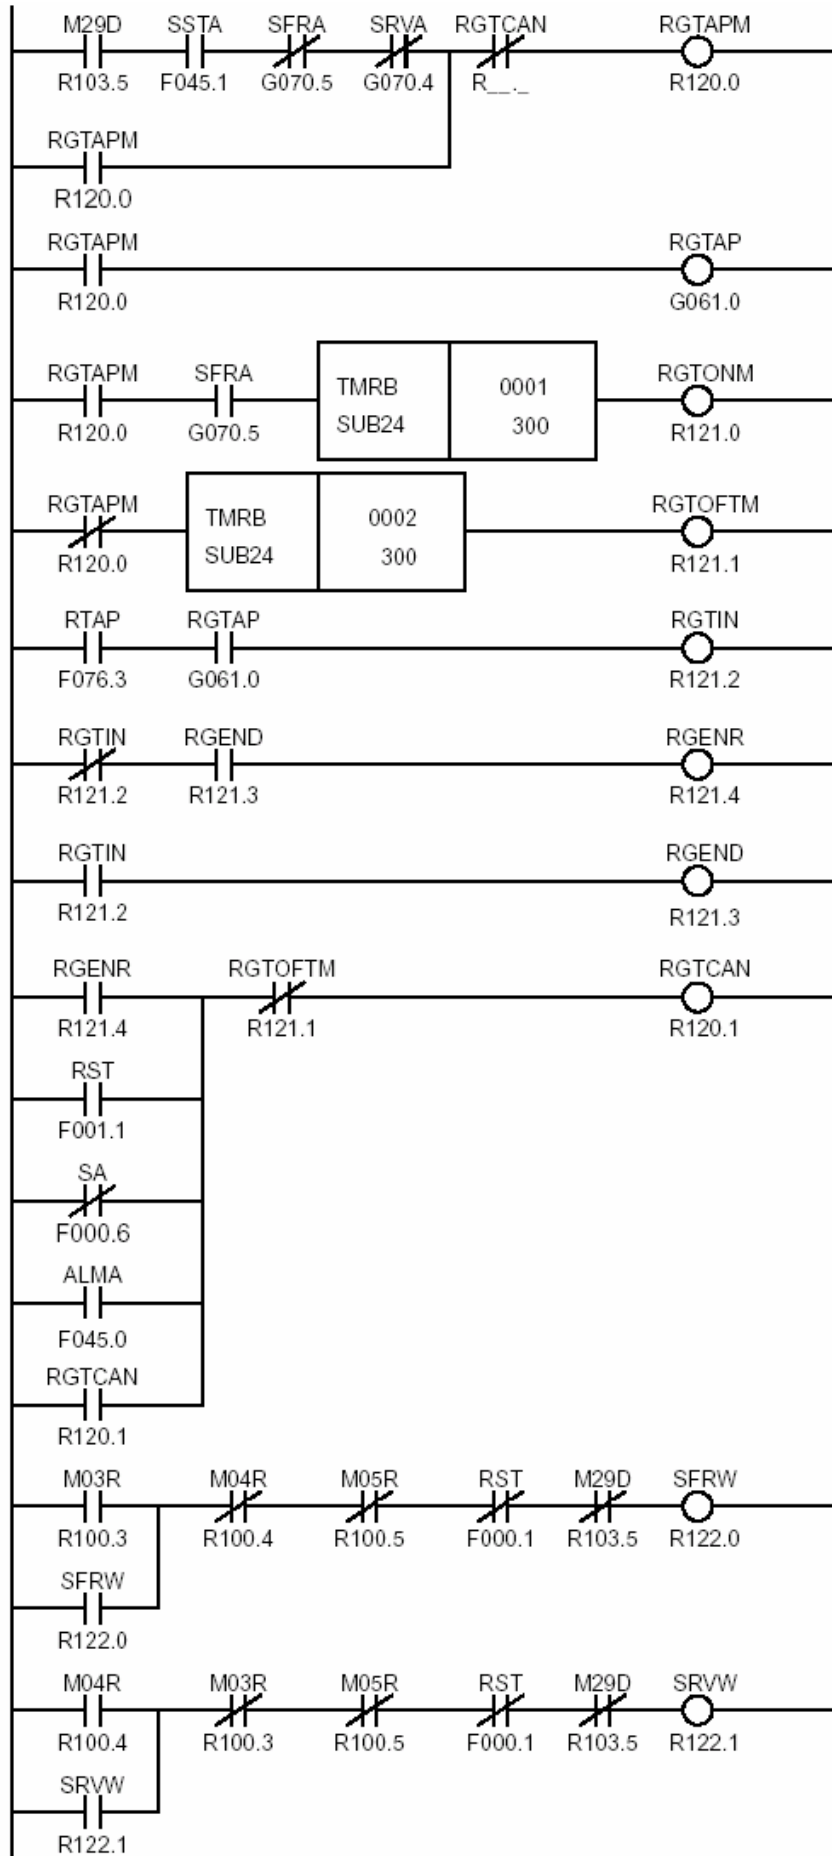 M29D SSTA SFRA SRVA RGTCAN RGTAPM
R103.5 F045.1 G070.5 G070.4 R__._ R120.0
RGTAPM
R120.0
RGTAPM RGTAP
R120.0 G061.0
RGTAPM SFRA TMRB 0001 RGTONM
R120.0 G070.5 SUB24 300 R121.0
RGTAPM TMRB 0002 RGTOFTM
R120.0 SUB24 300 R121.1
RTAP RGTAP RGTIN
F076.3 G061.0 R121.2
RGTIN RGEND RGENR
R121.2 R121.3 R121.4
RGTIN RGEND
R121.2 R121.3
RGENR RGTOFTM RGTCAN
R121.4 R121.1 R120.1
RST
F001.1
SA
F000.6
ALMA
F045.0
RGTCAN
R120.1
M03R M04R M05R RST M29D SFRW
R100.3 R100.4 R100.5 F000.1 R103.5 R122.0
SFRW
R122.0
M04R M03R M05R RST M29D SRVW
R100.4 R100.3 R100.5 F000.1 R103.5 R122.1
SRVW
R122.1